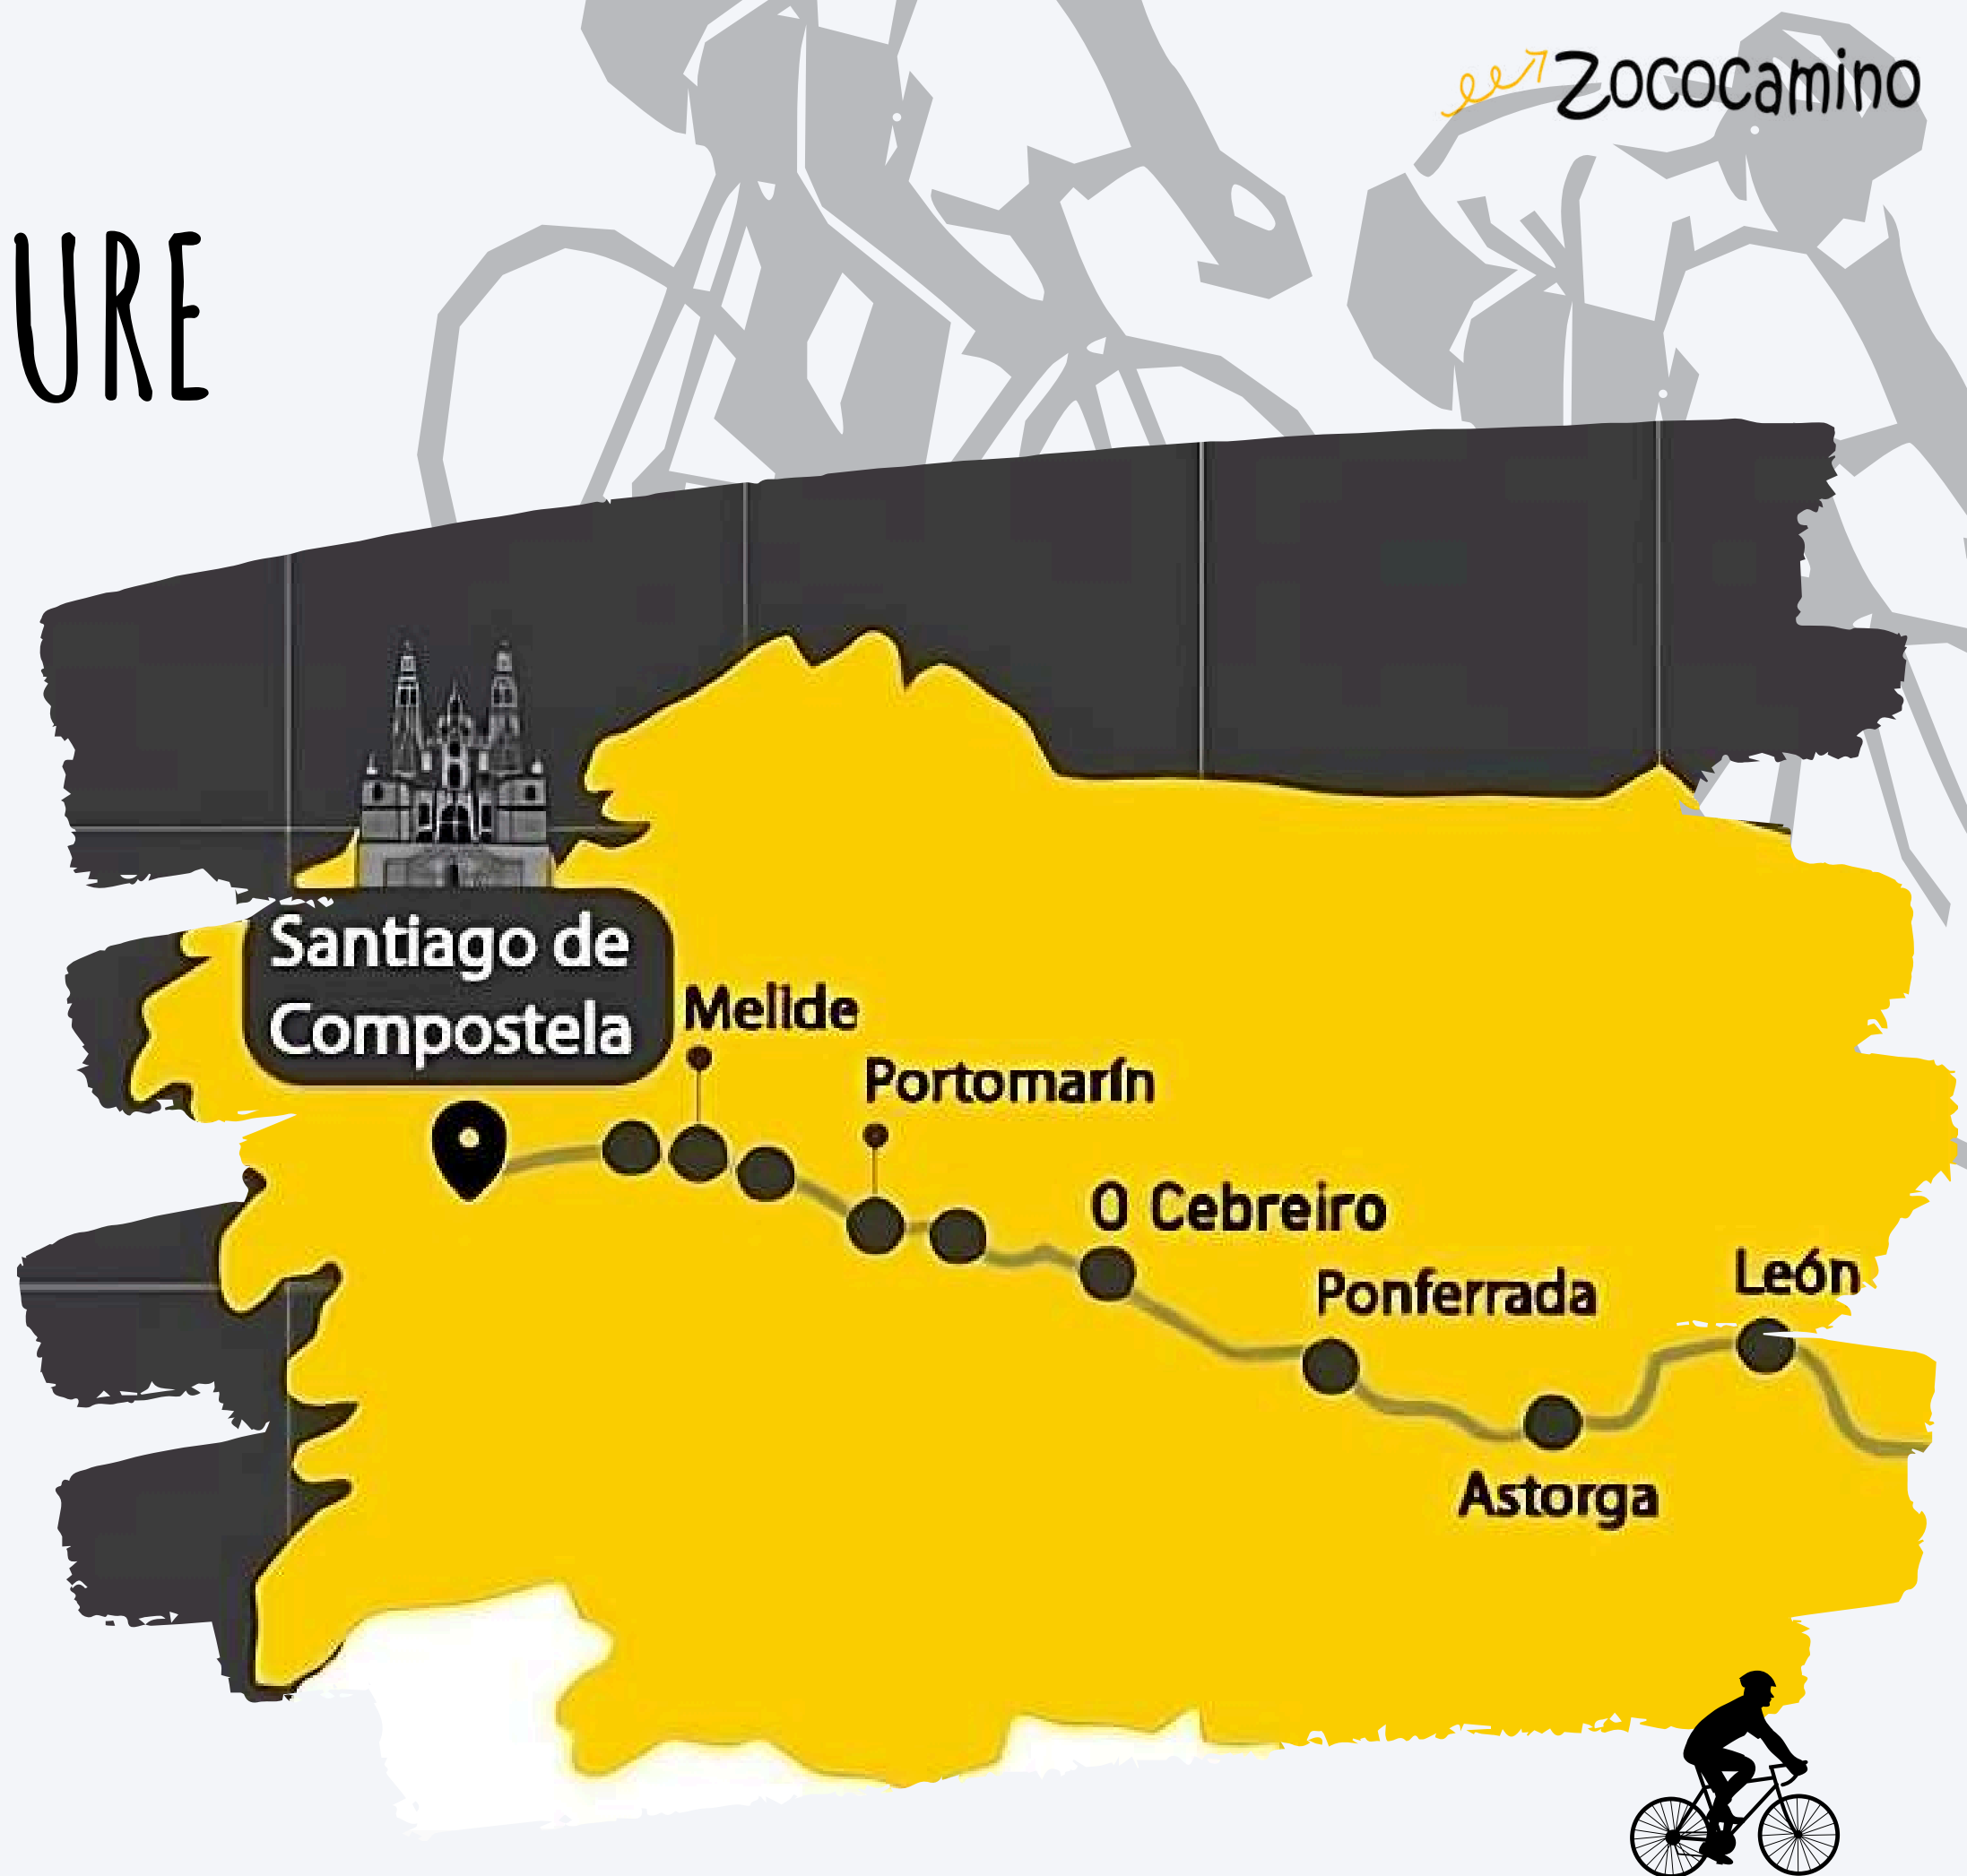 Zococamino
URE
Santiago de
Compostela
Melide
Portomarín
O Cebreiro
Ponferrada
León
Astorga